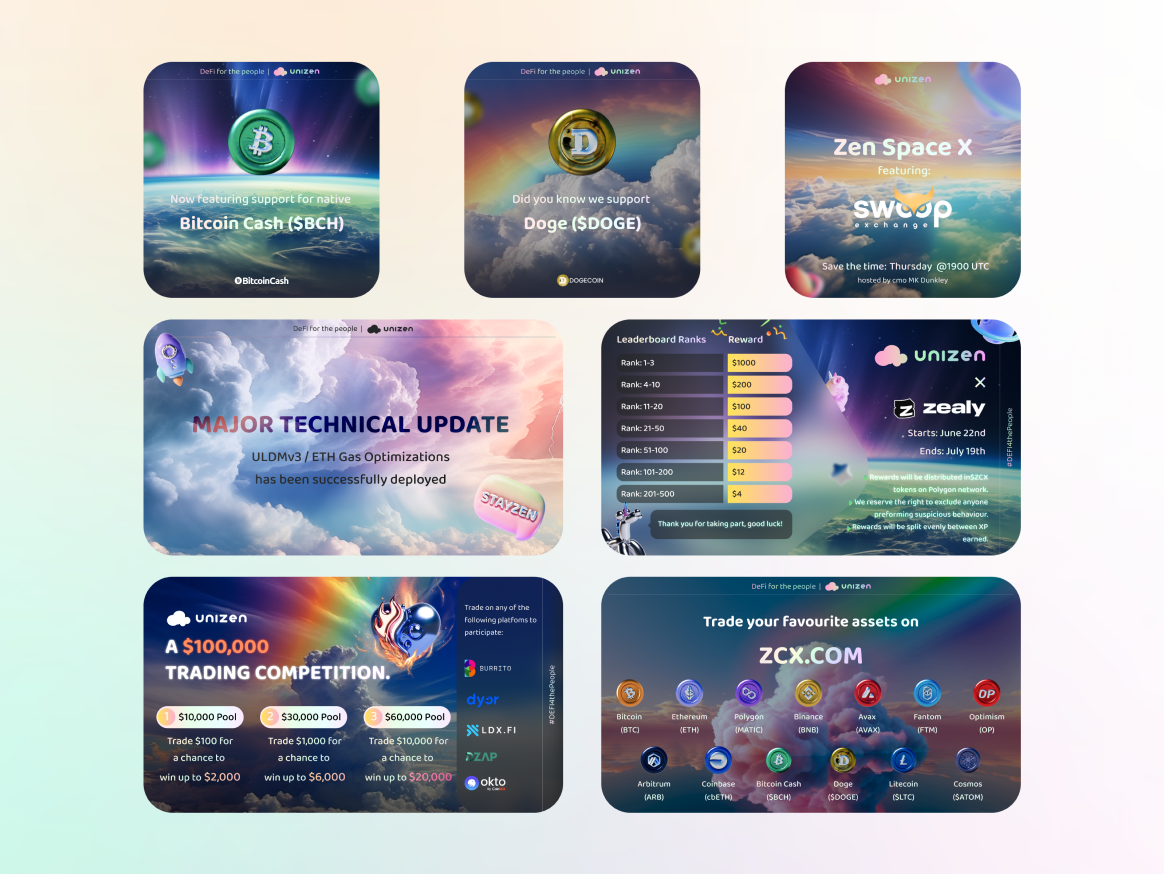 DeFi for the people | unizen
Now featuring support for native
Bitcoin Cash ($BCH)
BitcoinCash
DeFi for the people | unizen
Did you know we support
Doge ($DOGE)
DOGECOIN
unizen
Zen Space X
featuring:
swoop
exchange
Save the time: Thursday @1900 UTC
hosted by cmo MK Dunkley
DeFi for the people | unizen
MAJOR TECHNICAL UPDATE
ULDMv3 / ETH Gas Optimizations
has been successfully deployed
STAYZEN
Leaderboard Ranks Reward
Rank: 1-3 $1000
Rank: 4-10 $200
Rank: 11-20 $100
Rank: 21-50 $40
Rank: 51-100 $20
Rank: 101-200 $12
Rank: 201-500 $4
Thank you for taking part, good luck!
unizen
×
zealy
Starts: June 22nd
Ends: July 19th
Rewards will be distributed in$ZCX
tokens on Polygon network.
We reserve the right to exclude anyone
preforming suspicious behaviour.
Rewards will be split evenly between XP
earned.
#DEFI4thePeople
unizen
A $100,000
TRADING COMPETITION.
1 $10,000 Pool
Trade $100 for
a chance to
win up to $2,000
2 $30,000 Pool
Trade $1,000 for
a chance to
win up to $6,000
3 $60,000 Pool
Trade $10,000 for
a chance to
win up to $20,000
Trade on any of the
following platfoms to
participate:
BURRITO
dyor
LDX.FI
ZAP
okto
#DEFI4thePeople
DeFi for the people | unizen
Trade your favourite assets on
ZCX.COM
Bitcoin
(BTC)
Ethereum
(ETH)
Polygon
(MATIC)
Binance
(BNB)
Avax
(AVAX)
Fantom
(FTM)
OP
Optimism
(OP)
Arbitrum
(ARB)
Coinbase
(cbETH)
Bitcoin Cash
($BCH)
Doge
($DOGE)
Litecoin
($LTC)
Cosmos
($ATOM)